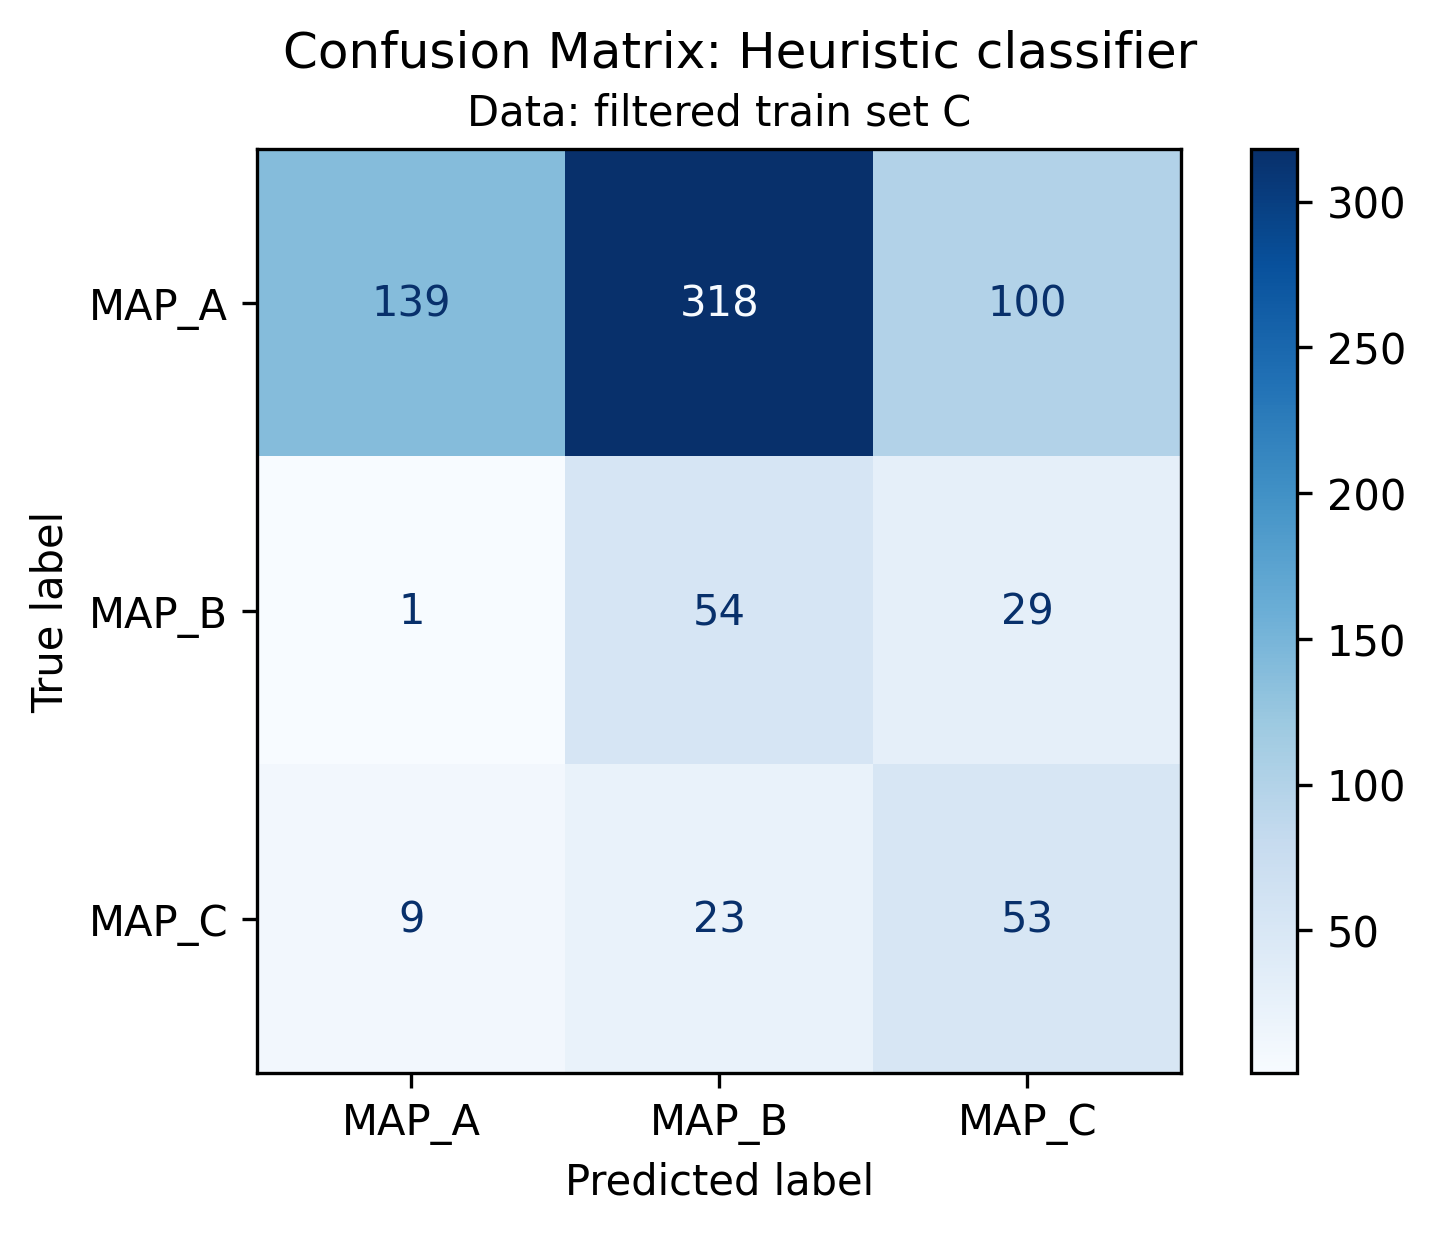 Confusion Matrix: Heuristic classifier
Data: filtered train set C
True label
MAP_A 139 318 100
MAP_B 1 54 29
MAP_C 9 23 53
MAP_A MAP_B MAP_C
Predicted label
300
250
200
150
100
50